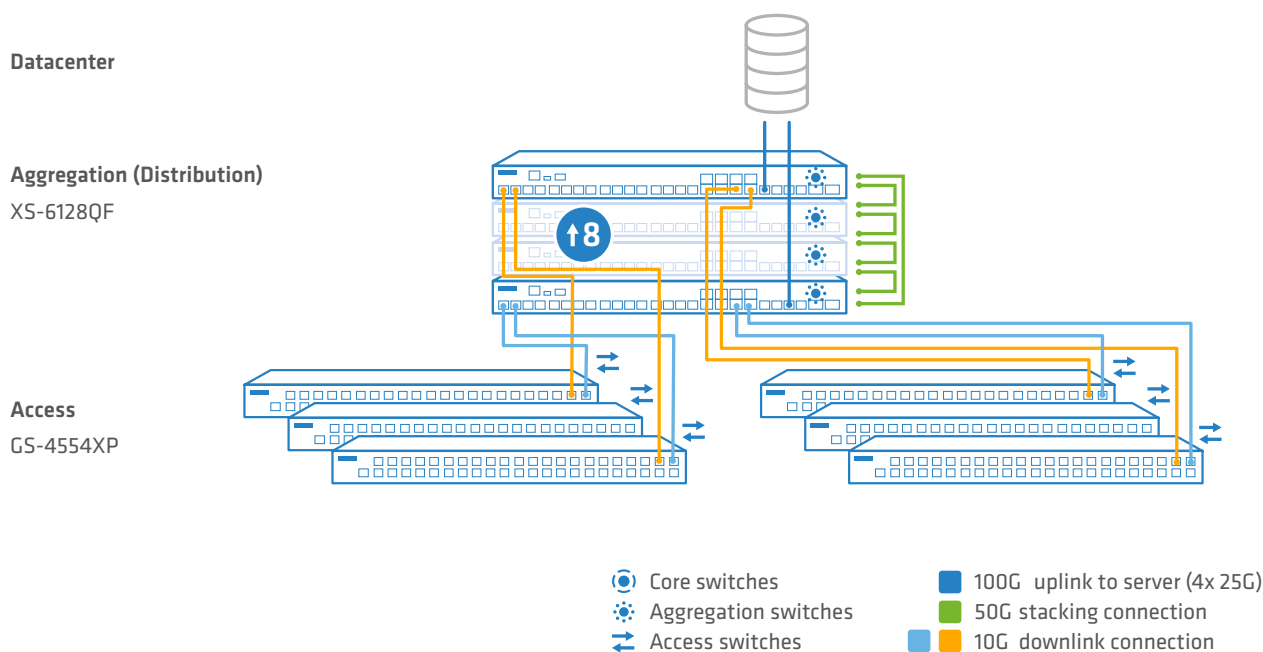 Datacenter
Aggregation (Distribution)
XS-6128QF
↑8
Access
GS-4554XP
Core switches
Aggregation switches
Access switches
100G uplink to server (4x 25G)
50G stacking connection
10G downlink connection